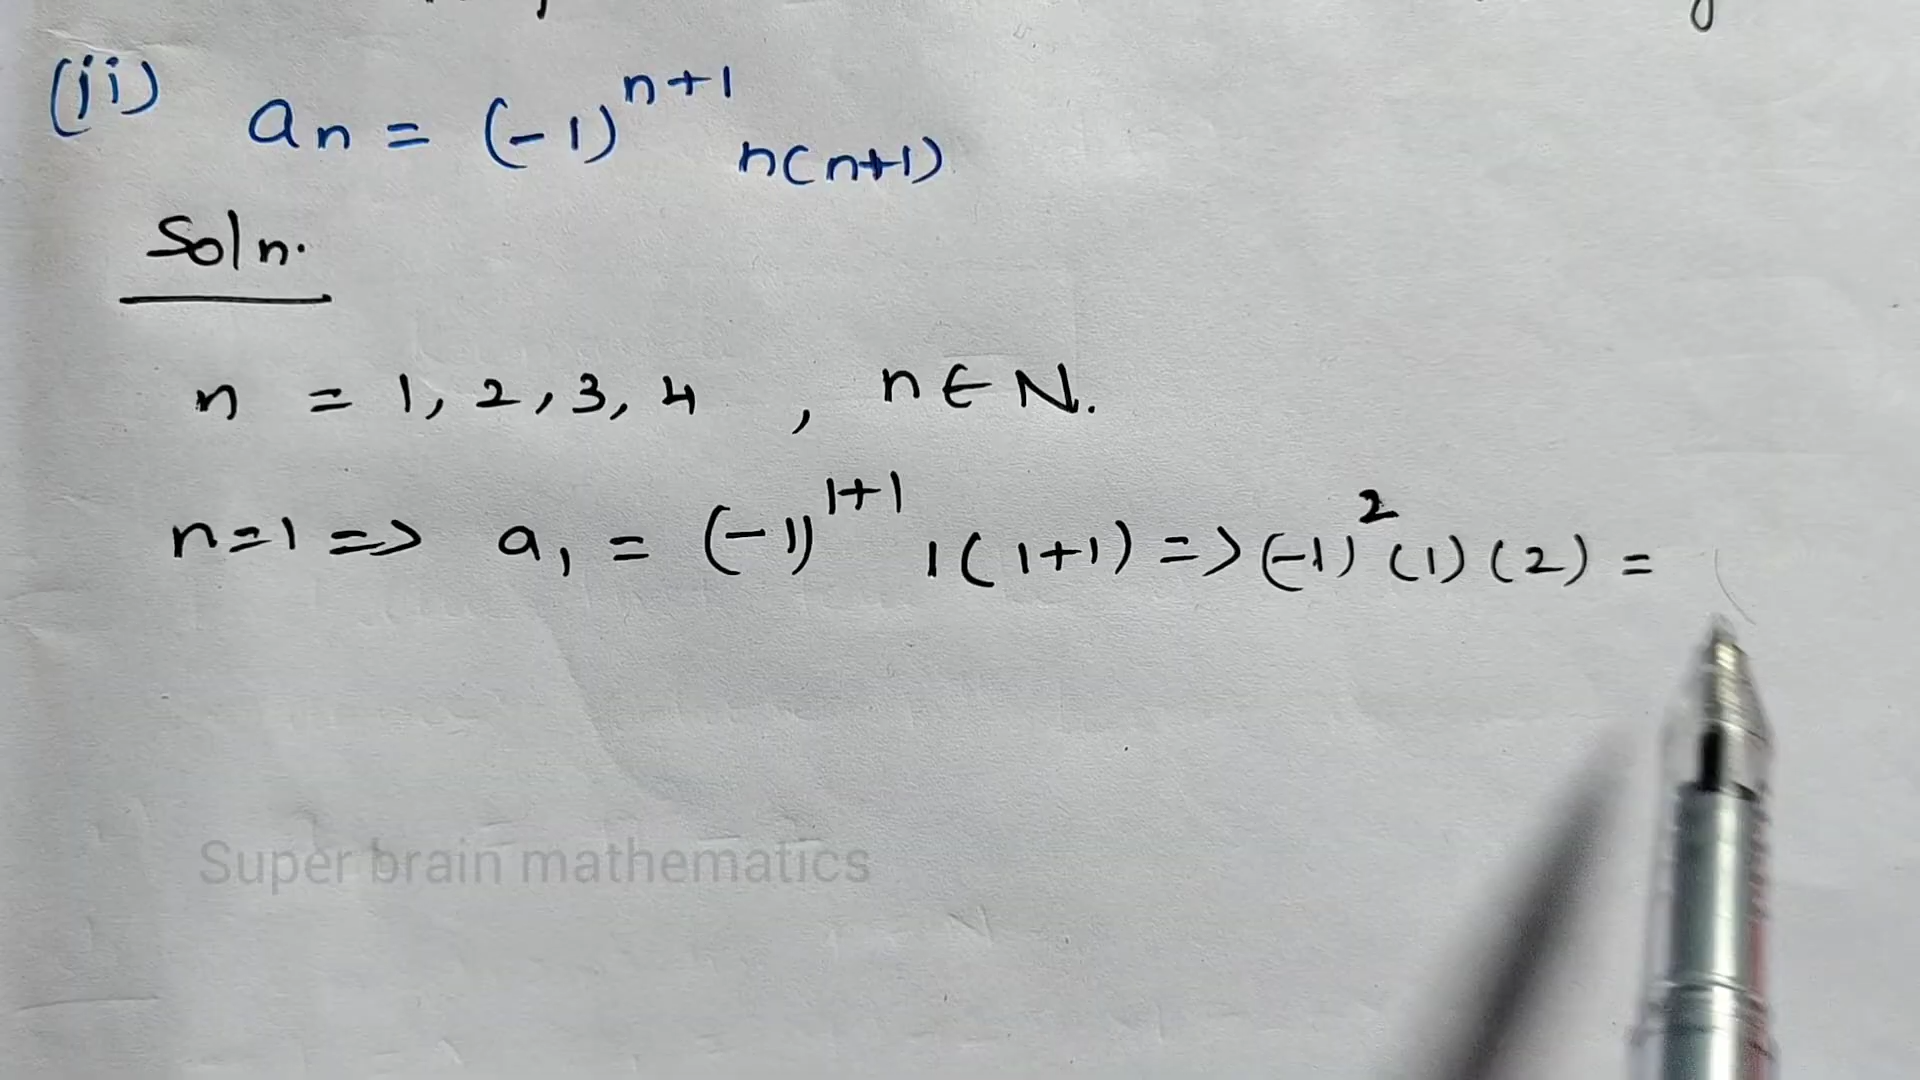 (ii) an = (-1)^n+1 n(n+1)
Soln.
n = 1, 2, 3, 4 , n ∈ N.
n=1 => a₁ = (-1)^1+1 1(1+1) => (-1)^2 (1) (2) =
Super brain mathematics